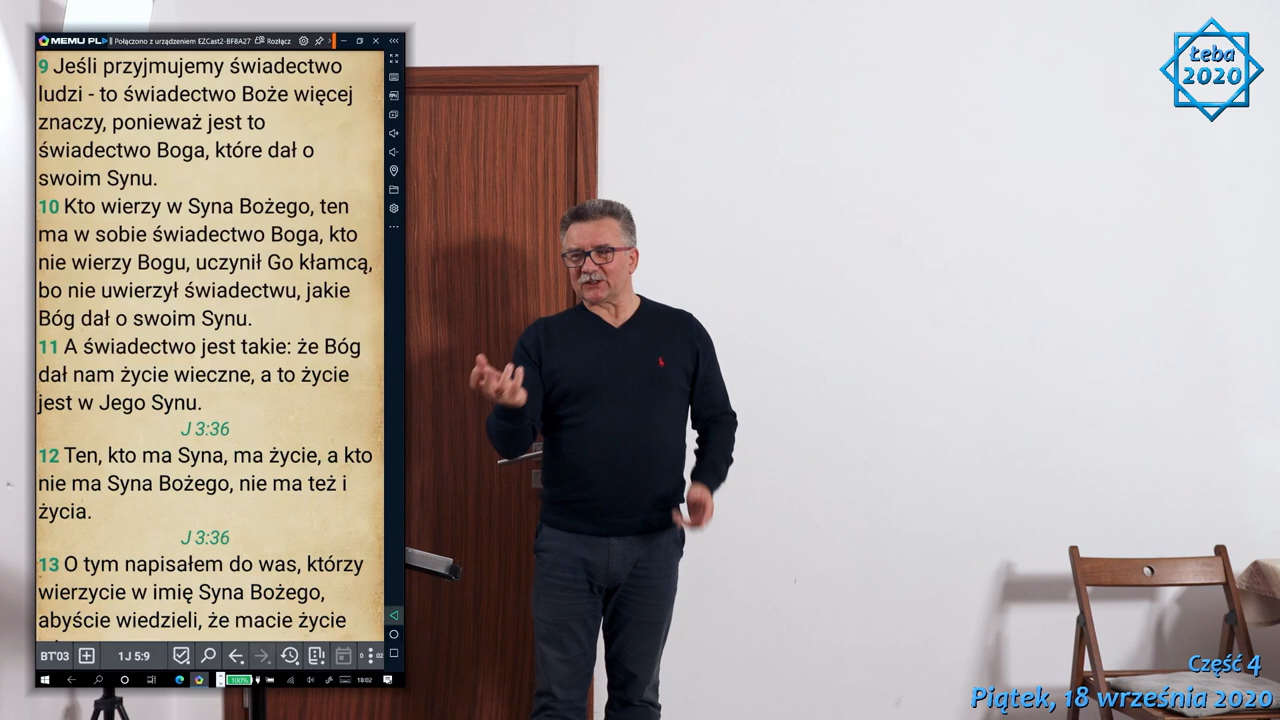 MEMU PL
Połączono z urządzeniem EZCast2-BF8A27
Rozłącz
9 Jeśli przyjmujemy świadectwo
ludzi - to świadectwo Boże więcej
znaczy, ponieważ jest to
świadectwo Boga, które dał o
swoim Synu.
10 Kto wierzy w Syna Bożego, ten
ma w sobie świadectwo Boga, kto
nie wierzy Bogu, uczynił Go kłamcą,
bo nie uwierzył świadectwu, jakie
Bóg dał o swoim Synu.
11 A świadectwo jest takie: że Bóg
dał nam życie wieczne, a to życie
jest w Jego Synu.
J 3:36
12 Ten, kto ma Syna, ma życie, a kto
nie ma Syna Bożego, nie ma też i
życia.
J 3:36
13 O tym napisałem do was, którzy
wierzycie w imię Syna Bożego,
abyście wiedzieli, że macie życie
BT'03
1 J 5:9
100%
18:02
Łeba
2020
Część 4
Piątek, 18 września 2020